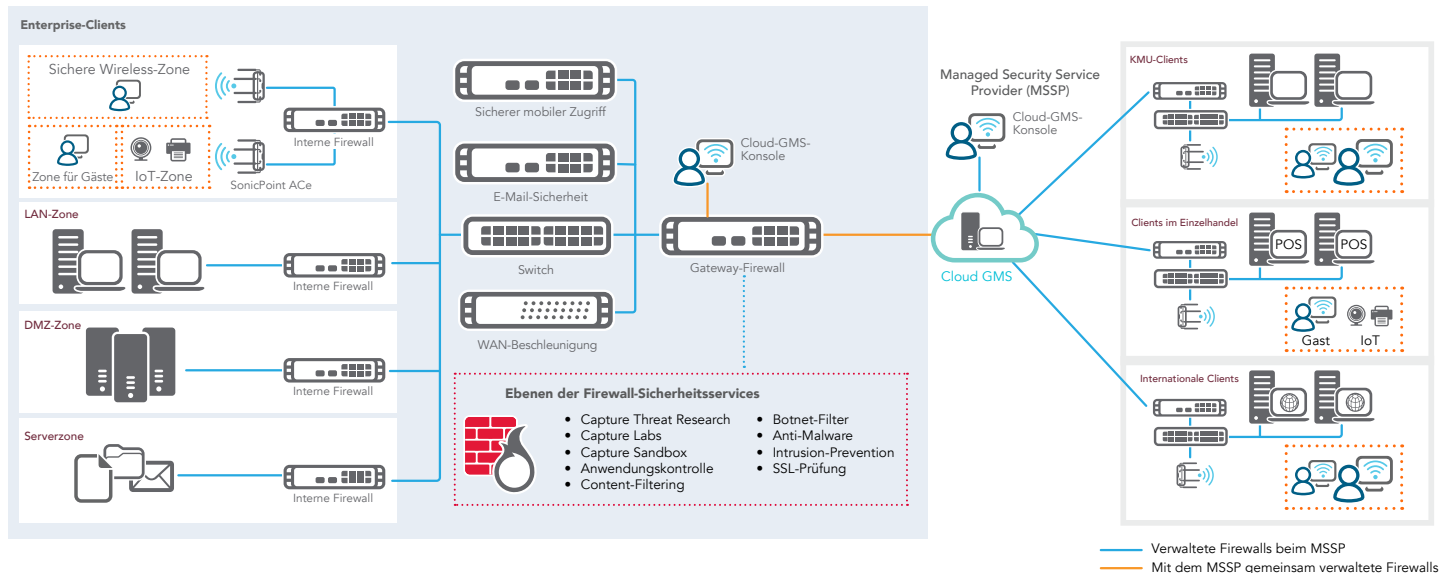 Enterprise-Clients
Sichere Wireless-Zone
Zone für Gäste
IoT-Zone
SonicPoint ACe
Interne Firewall
LAN-Zone
Interne Firewall
DMZ-Zone
Interne Firewall
Serverzone
Interne Firewall
Sicherer mobiler Zugriff
E-Mail-Sicherheit
Switch
WAN-Beschleunigung
Cloud-GMS-
Konsole
Gateway-Firewall
Ebenen der Firewall-Sicherheitsservices
• Capture Threat Research
• Capture Labs
• Capture Sandbox
• Anwendungskontrolle
• Content-Filtering
• Botnet-Filter
• Anti-Malware
• Intrusion-Prevention
• SSL-Prüfung
Managed Security Service
Provider (MSSP)
Cloud-GMS-
Konsole
Cloud GMS
KMU-Clients
Clients im Einzelhandel
POS
POS
Gast
IoT
Internationale Clients
Verwaltete Firewalls beim MSSP
Mit dem MSSP gemeinsam verwaltete Firewalls